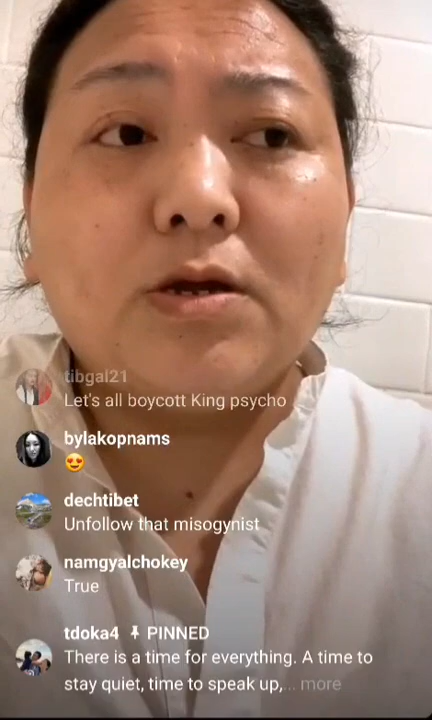 tibgal21
Let's all boycott King psycho
bylakopnams
😍
dechtibet
Unfollow that misogynist
namgyalchokey
True
tdoka4 📌 PINNED
There is a time for everything. A time to
stay quiet, time to speak up,... more